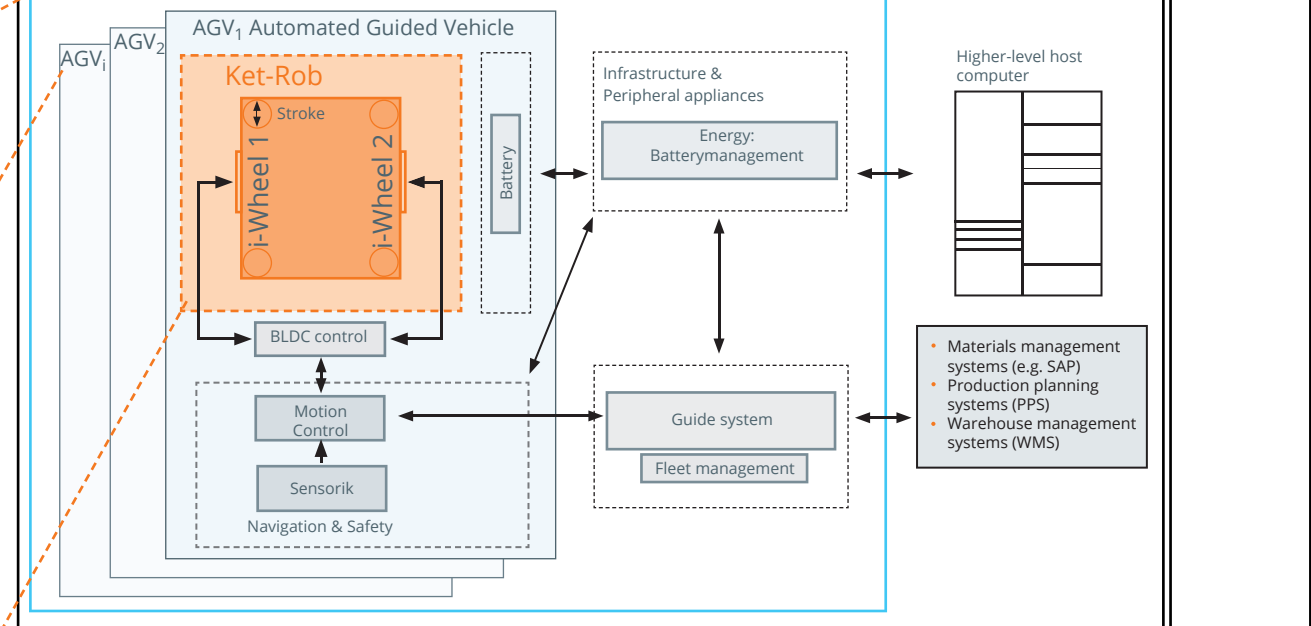 AGVi
AGV2
AGV1 Automated Guided Vehicle
Ket-Rob
Stroke
i-Wheel 1
i-Wheel 2
Battery
BLDC control
Motion
Control
Sensorik
Navigation & Safety
Infrastructure &
Peripheral appliances
Energy:
Batterymanagement
Guide system
Fleet management
Higher-level host
computer
• Materials management
systems (e.g. SAP)
• Production planning
systems (PPS)
• Warehouse management
systems (WMS)